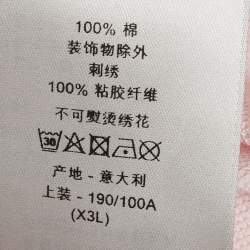 100% 棉
装饰物除外
刺绣
100% 粘胶纤维
不可熨烫绣花
30
产地 - 意大利
上装 - 190/100A
(X3L)